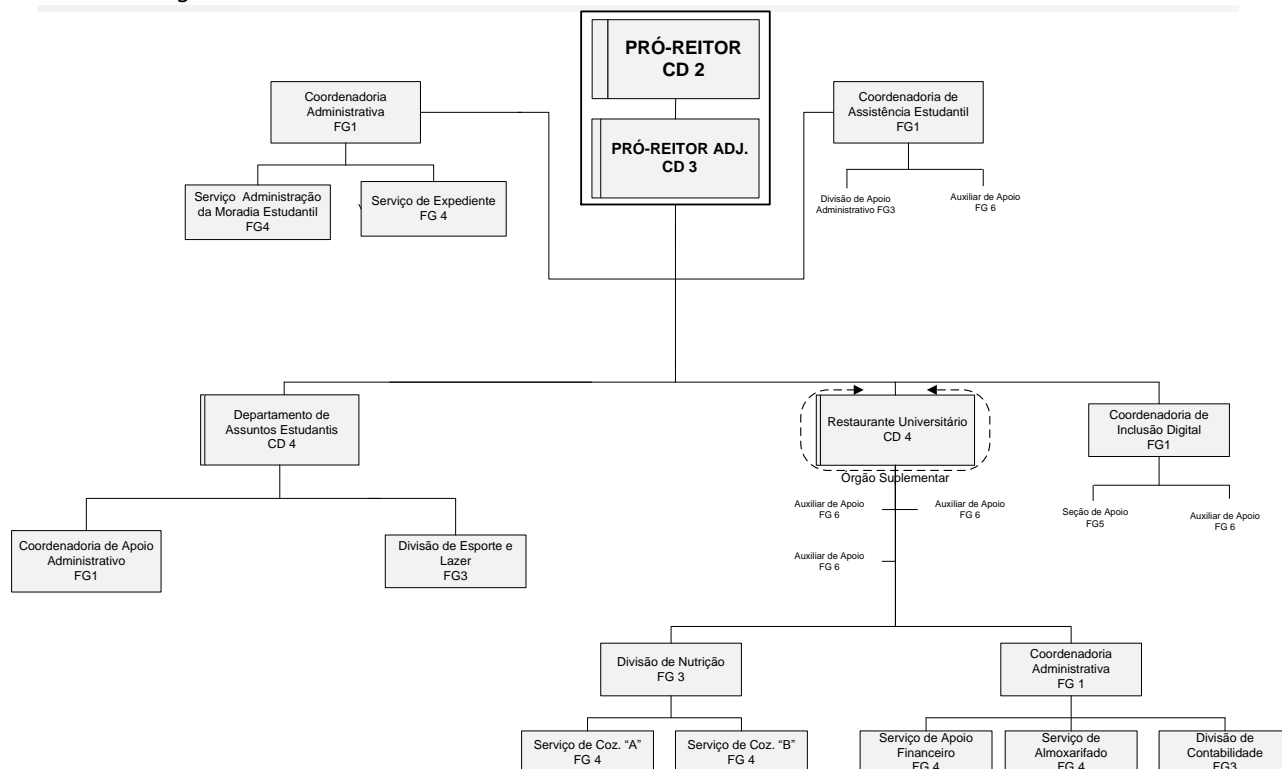 PRÓ-REITOR
CD 2
PRÓ-REITOR ADJ.
CD 3
Coordenadoria
Administrativa
FG1
Serviço Administração
da Moradia Estudantil
FG4
Serviço de Expediente
FG 4
Coordenadoria de
Assistência Estudantil
FG1
Divisão de Apoio
Administrativo FG3
Auxiliar de Apoio
FG 6
Departamento de
Assuntos Estudantis
CD 4
Coordenadoria de Apoio
Administrativo
FG1
Divisão de Esporte e
Lazer
FG3
Restaurante Universitário
CD 4
Órgão Suplementar
Auxiliar de Apoio
FG 6
Auxiliar de Apoio
FG 6
Auxiliar de Apoio
FG 6
Coordenadoria de
Inclusão Digital
FG1
Seção de Apoio
FG5
Auxiliar de Apoio
FG 6
Divisão de Nutrição
FG 3
Serviço de Coz. “A”
FG 4
Serviço de Coz. “B”
FG 4
Coordenadoria
Administrativa
FG 1
Serviço de Apoio
Financeiro
FG 4
Serviço de
Almoxarifado
FG 4
Divisão de
Contabilidade
FG3